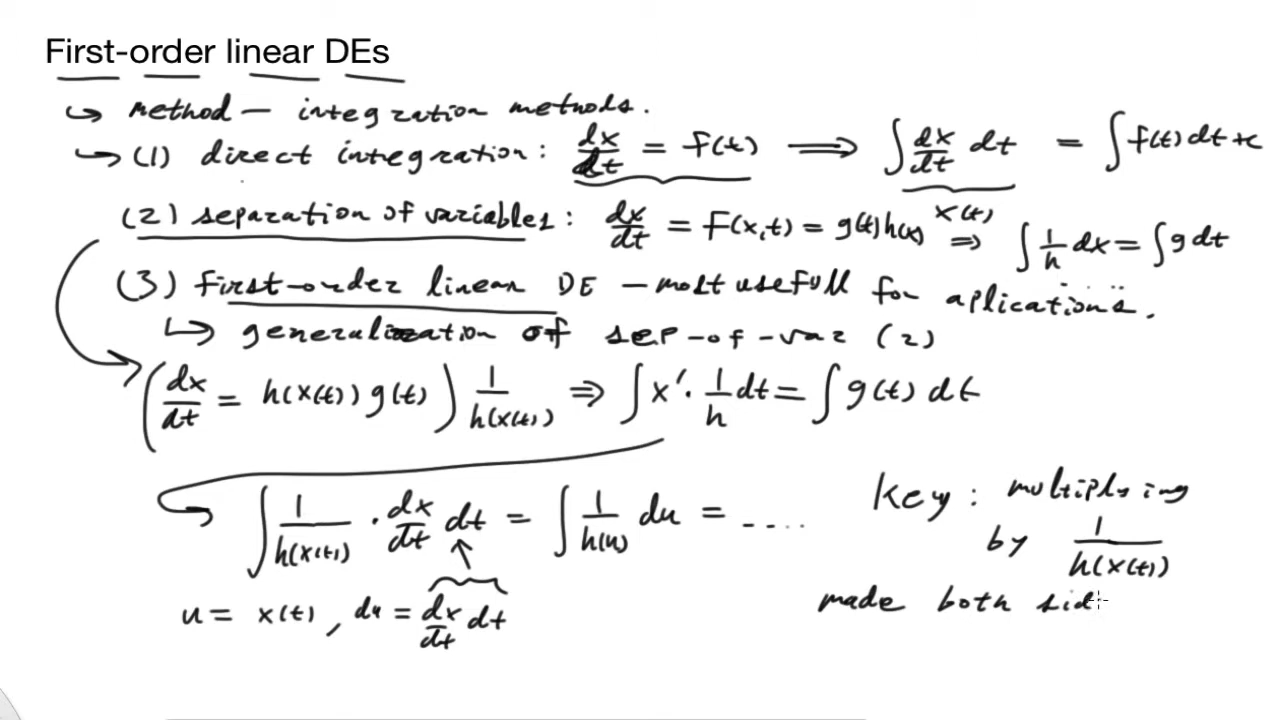 First-order linear DEs
↪ method — integration methods.
↪ (1) direct integration: dx/dt = f(t) ⟹ ∫ dx/dt dt = ∫ f(t) dt + c
x(t)
(2) separation of variables: dx/dt = F(x,t) = g(t)h(x) ⇒ ∫ 1/h dx = ∫ g dt
(3) first-order linear DE — most usefull for aplications.
↪ generalization of sep-of-var (2)
(dx/dt = h(x(t)) g(t)) 1/h(x(t)) ⇒ ∫ x' · 1/h dt = ∫ g(t) dt
∫ 1/h(x(t)) · dx/dt dt = ∫ 1/h(u) du = ....
u = x(t), du = dx/dt dt
Key: multiplying
by 1/h(x(t))
made both sid